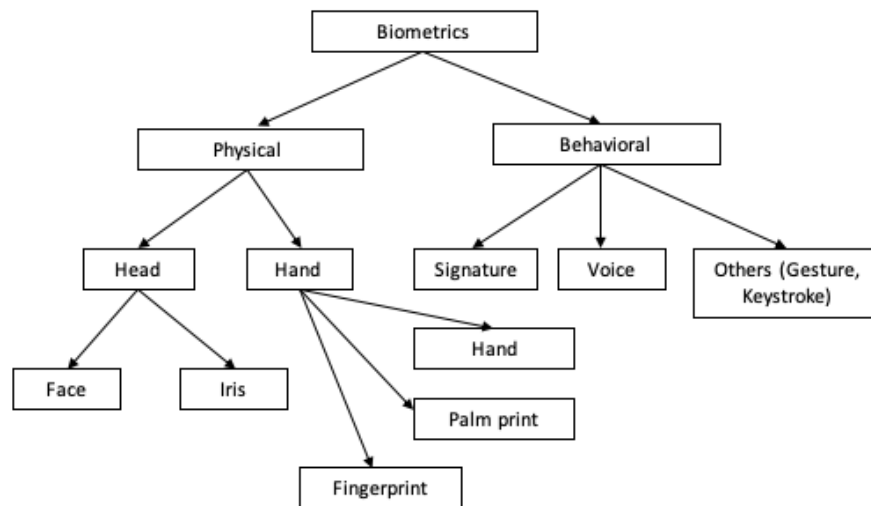 Biometrics
Physical
Behavioral
Head
Hand
Signature
Voice
Others (Gesture,
Keystroke)
Hand
Face
Iris
Palm print
Fingerprint